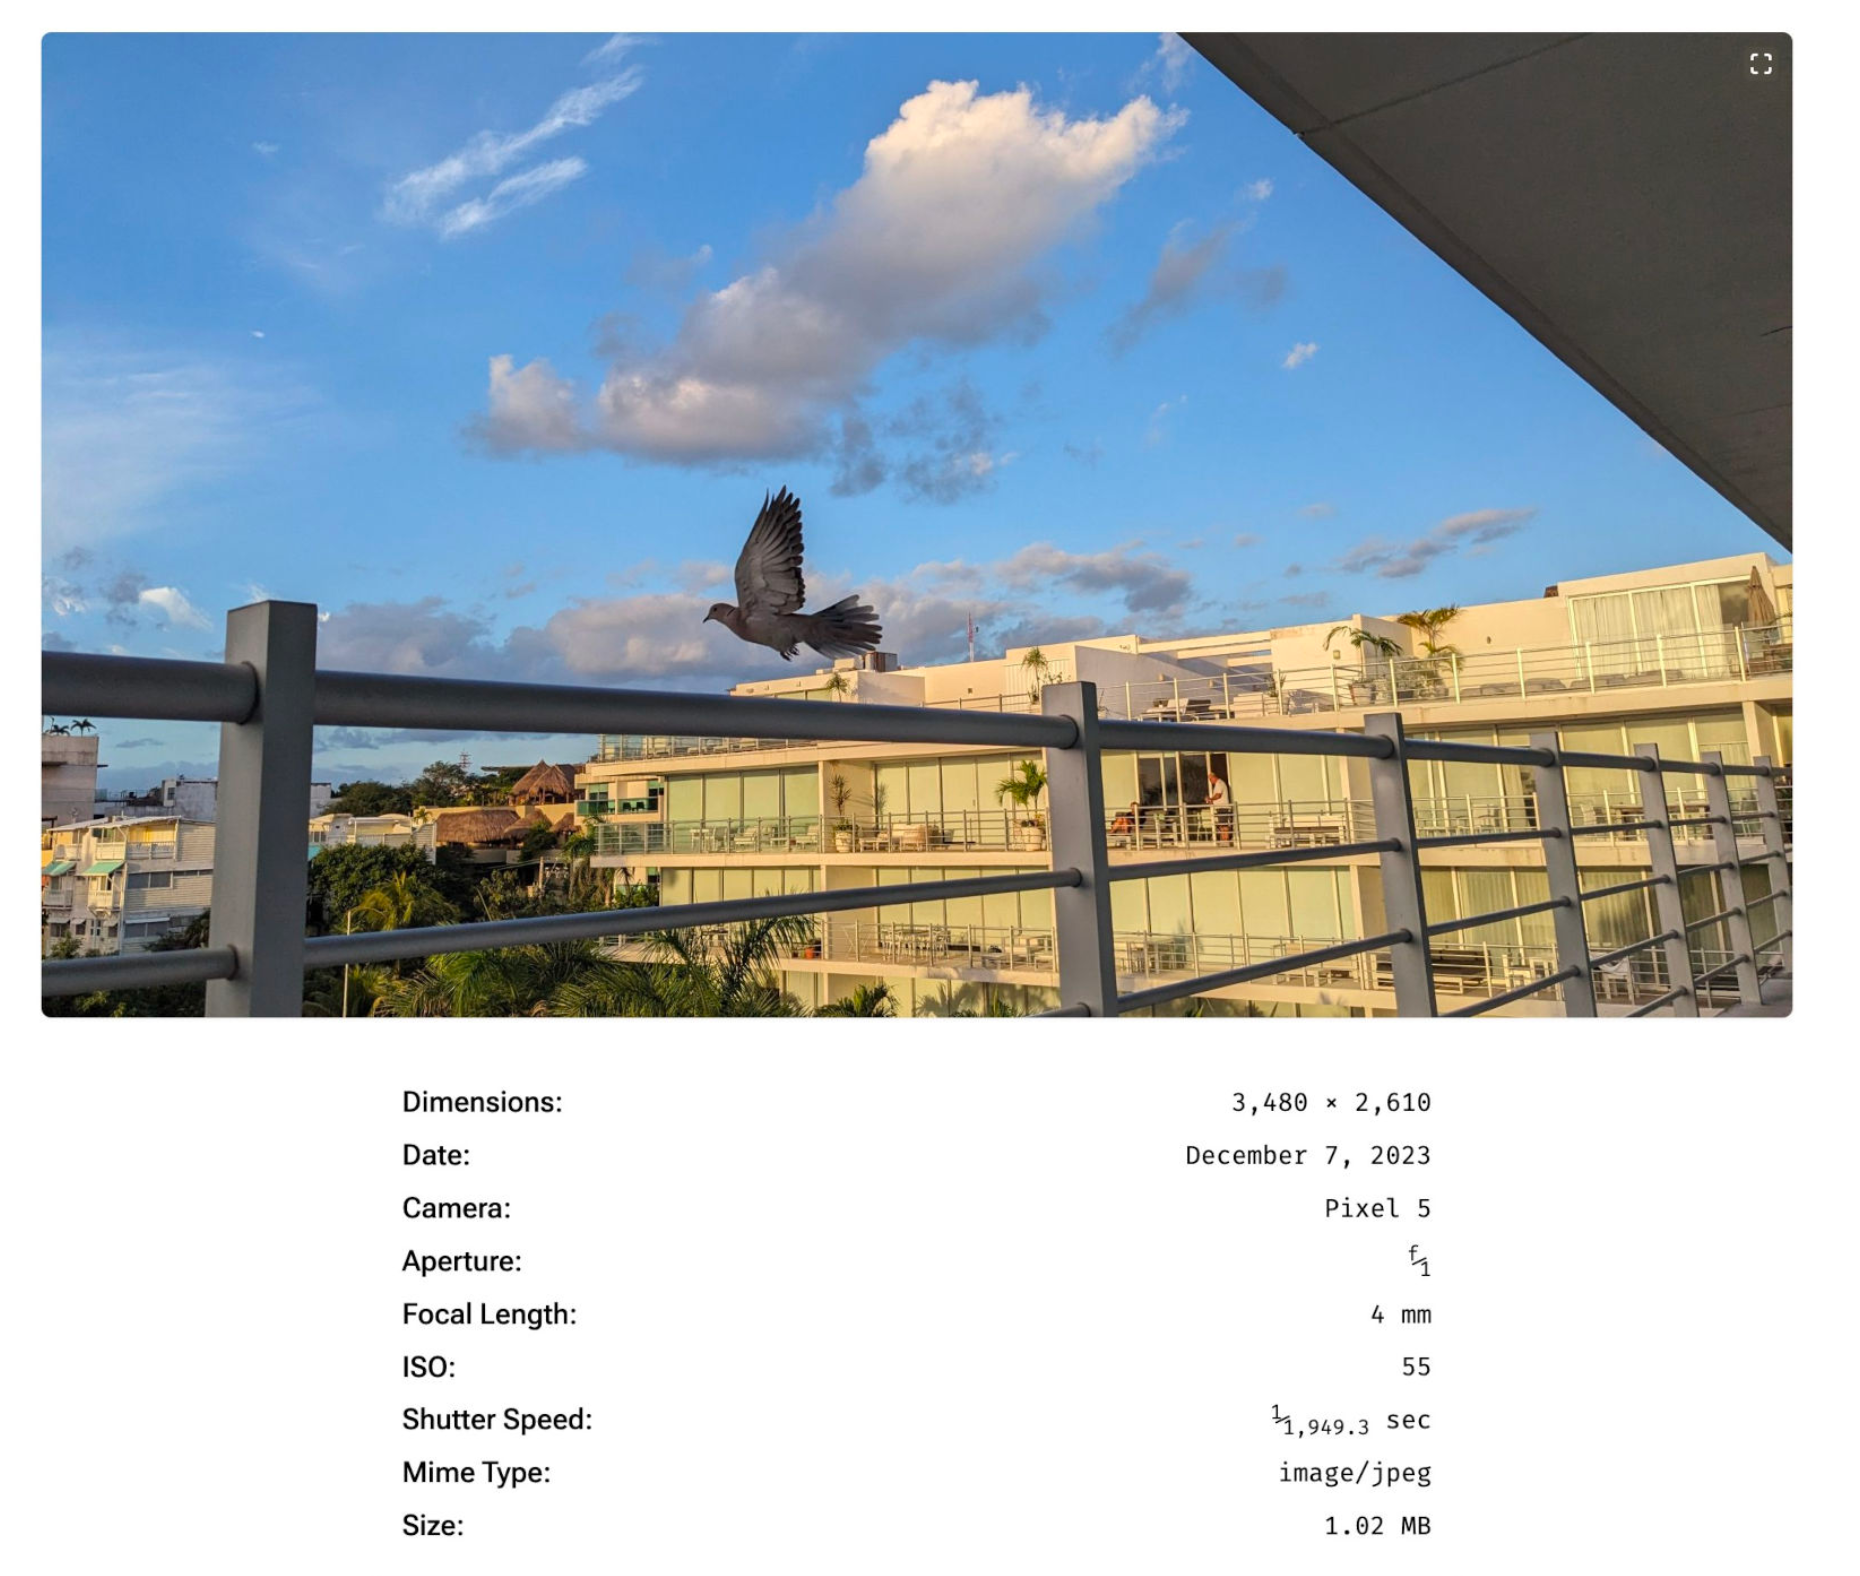 Dimensions: 3,480 × 2,610
Date: December 7, 2023
Camera: Pixel 5
Aperture: f/1
Focal Length: 4 mm
ISO: 55
Shutter Speed: 1/1,949.3 sec
Mime Type: image/jpeg
Size: 1.02 MB